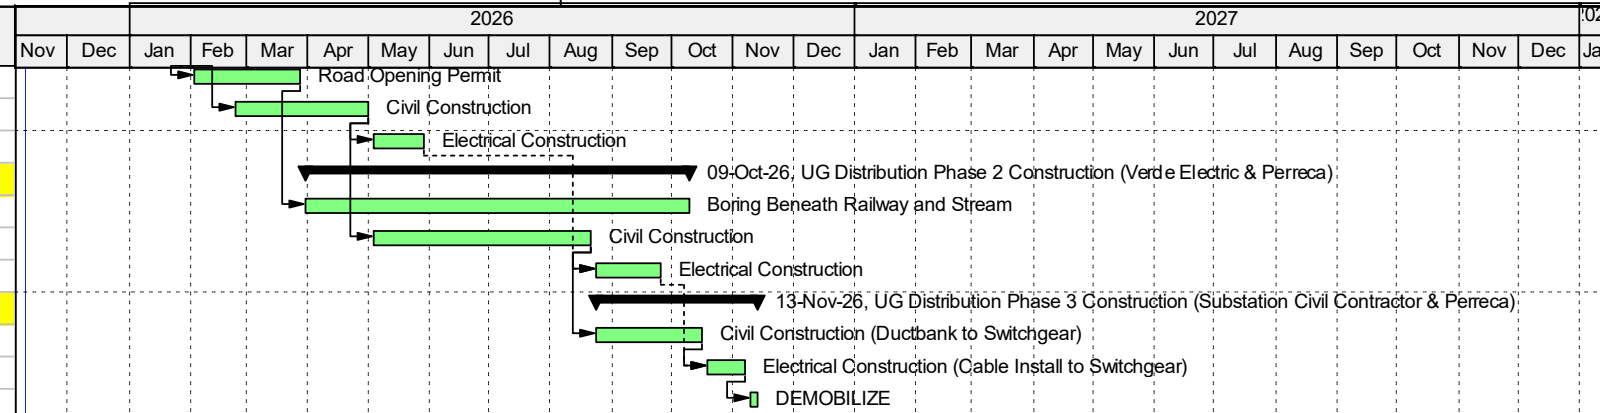 2026 2027 202
Nov Dec Jan Feb Mar Apr May Jun Jul Aug Sep Oct Nov Dec Jan Feb Mar Apr May Jun Jul Aug Sep Oct Nov Dec Ja
Road Opening Permit
Civil Construction
Electrical Construction
09-Oct-26, UG Distribution Phase 2 Construction (Verde Electric & Perreca)
Boring Beneath Railway and Stream
Civil Construction
Electrical Construction
13-Nov-26, UG Distribution Phase 3 Construction (Substation Civil Contractor & Perreca)
Civil Construction (Ductbank to Switchgear)
Electrical Construction (Cable Install to Switchgear)
DEMOBILIZE